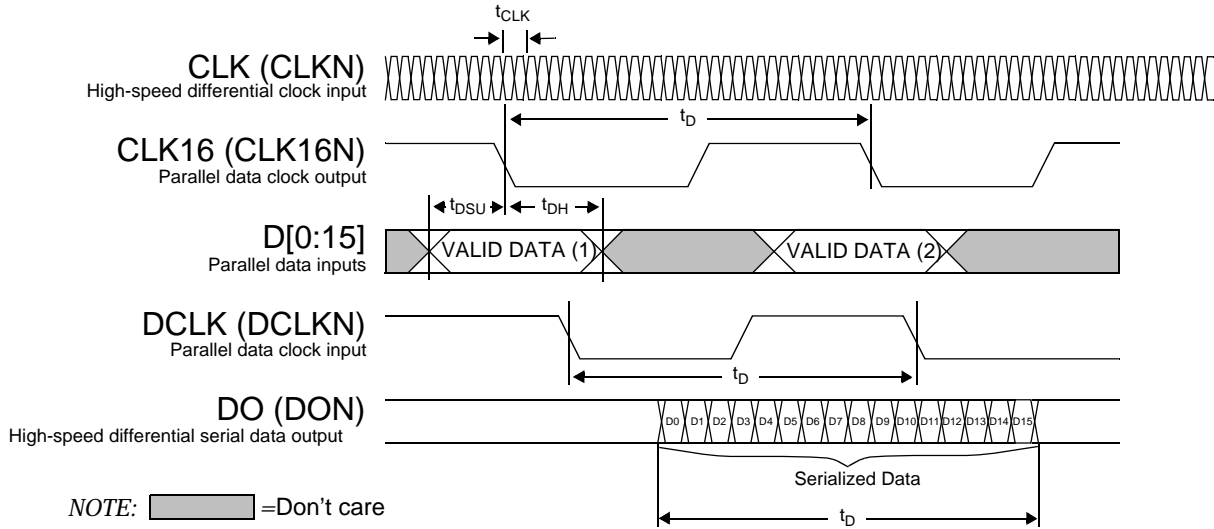 tCLK
CLK (CLKN)
High-speed differential clock input
tD
CLK16 (CLK16N)
Parallel data clock output
tDSU tDH
D[0:15] VALID DATA (1) VALID DATA (2)
Parallel data inputs
DCLK (DCLKN)
Parallel data clock input
tD
DO (DON) D0 D1 D2 D3 D4 D5 D6 D7 D8 D9 D10 D11 D12 D13 D14 D15
High-speed differential serial data output
Serialized Data
NOTE: =Don't care
tD